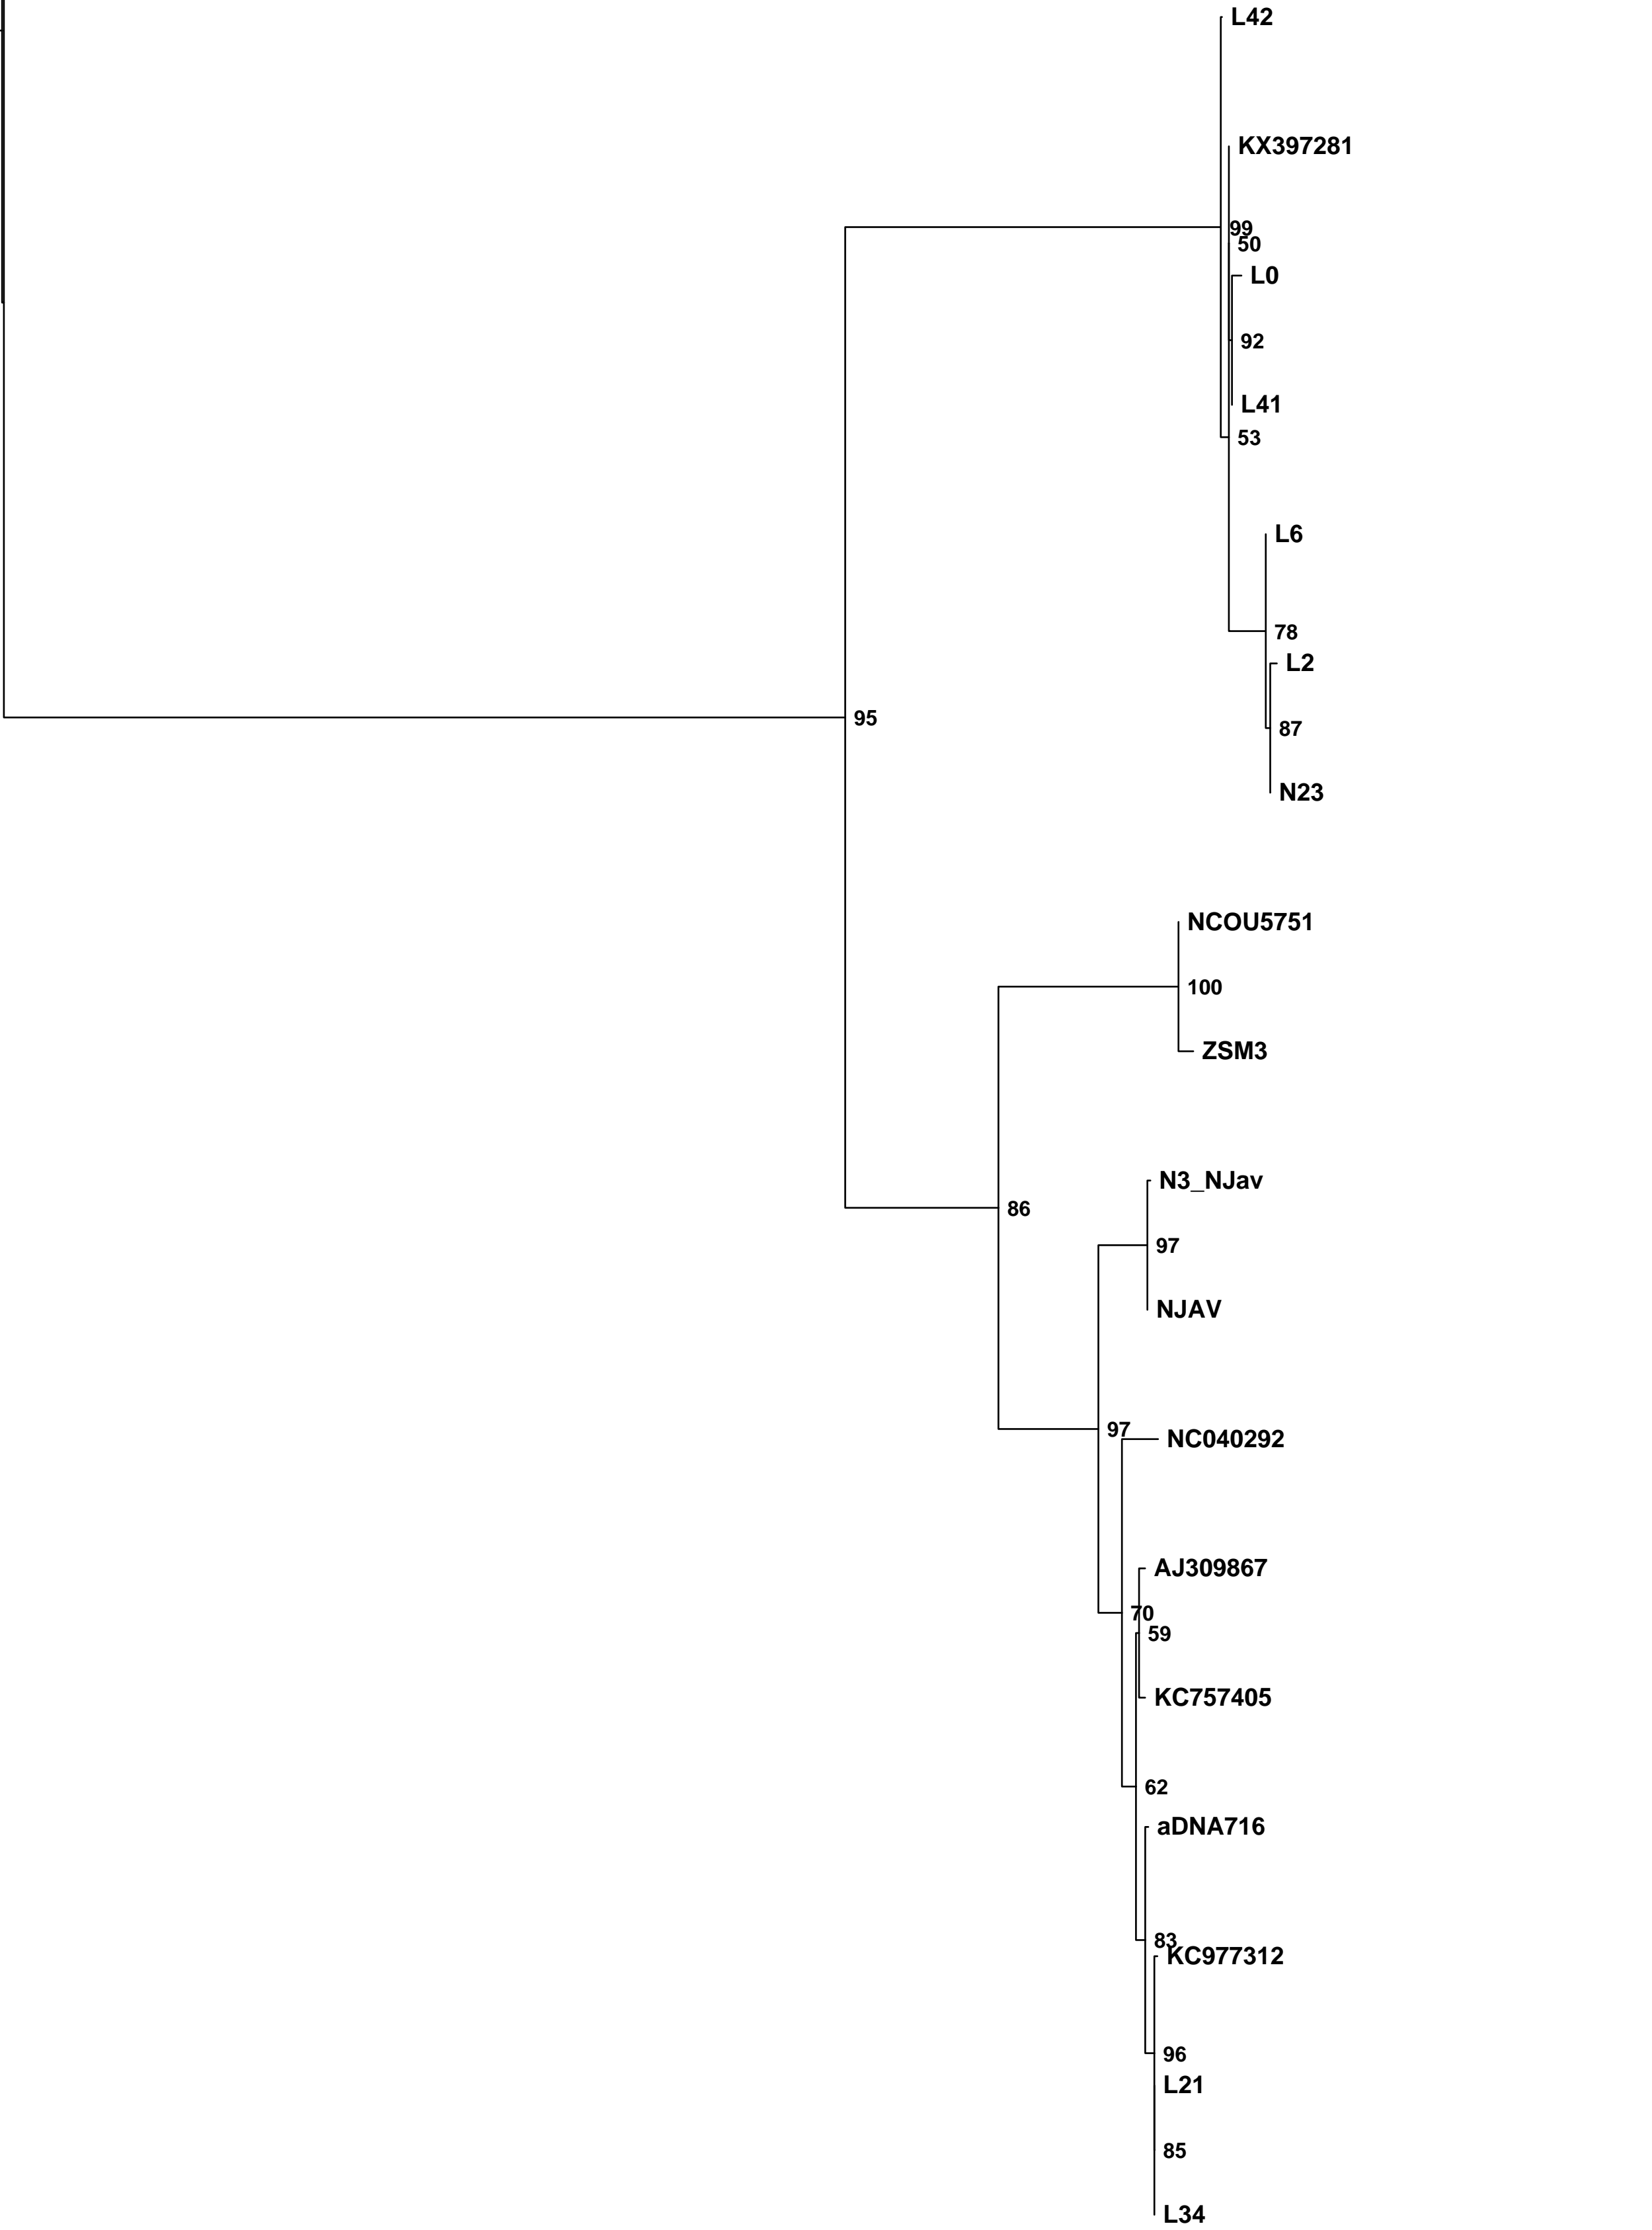 L42
KX397281
99
50
L0
92
L41
53
L6
78
L2
95
87
N23
NCOU5751
100
ZSM3
N3_NJav
86
97
NJAV
97
NC040292
AJ309867
70
59
KC757405
62
aDNA716
83
KC977312
96
L21
85
L34